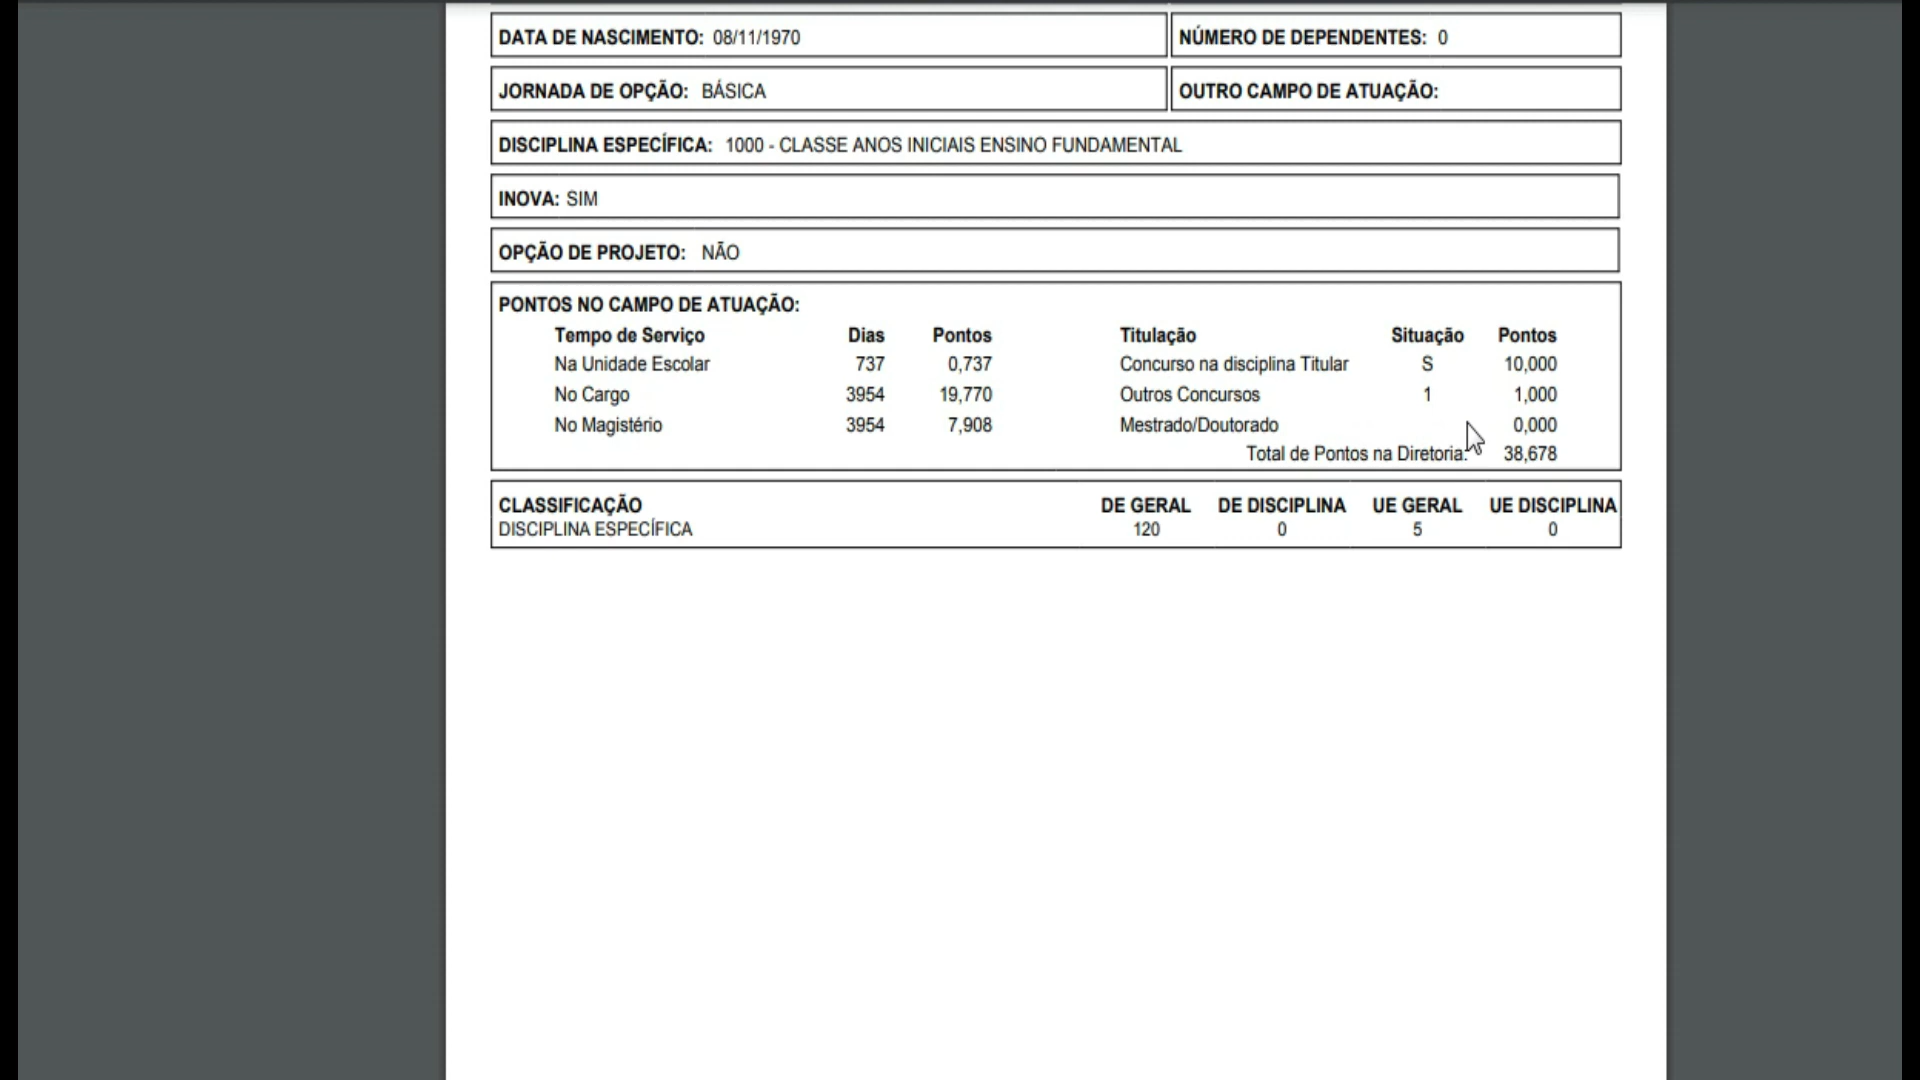 DATA DE NASCIMENTO: 08/11/1970 NÚMERO DE DEPENDENTES: 0
JORNADA DE OPÇÃO: BÁSICA OUTRO CAMPO DE ATUAÇÃO:
DISCIPLINA ESPECÍFICA: 1000 - CLASSE ANOS INICIAIS ENSINO FUNDAMENTAL
INOVA: SIM
OPÇÃO DE PROJETO: NÃO
PONTOS NO CAMPO DE ATUAÇÃO:
Tempo de Serviço Dias Pontos Titulação Situação Pontos
Na Unidade Escolar 737 0,737 Concurso na disciplina Titular S 10,000
No Cargo 3954 19,770 Outros Concursos 1 1,000
No Magistério 3954 7,908 Mestrado/Doutorado 0,000
Total de Pontos na Diretoria: 38,678
CLASSIFICAÇÃO DE GERAL DE DISCIPLINA UE GERAL UE DISCIPLINA
DISCIPLINA ESPECÍFICA 120 0 5 0